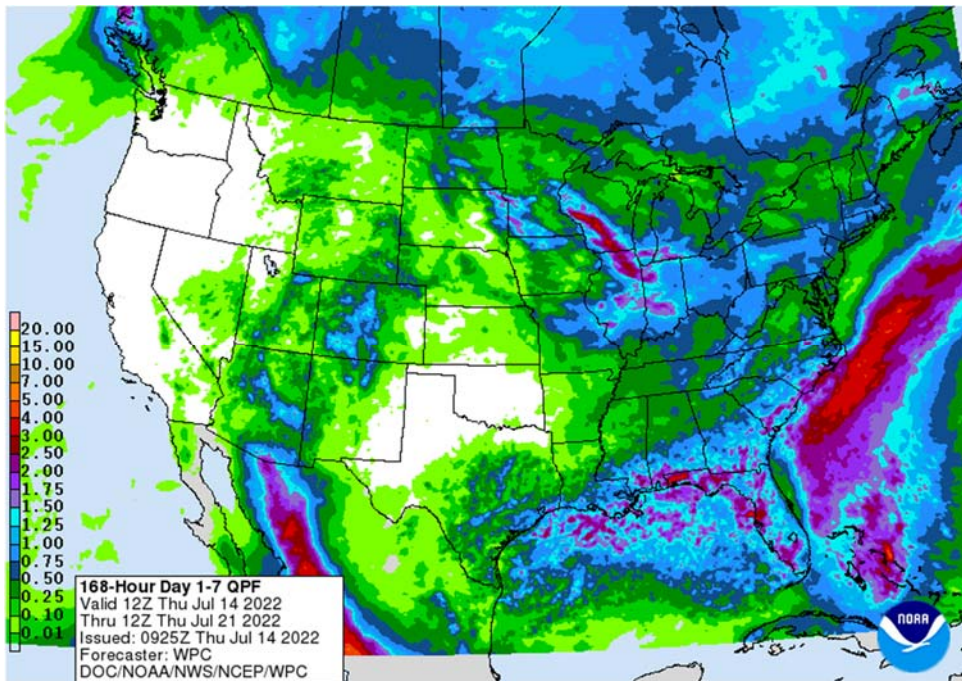 20.00
15.00
10.00
7.00
5.00
4.00
3.00
2.50
2.00
1.75
1.50
1.25
1.00
0.75
0.50
0.25
0.10
0.01
168-Hour Day 1-7 QPF
Valid 12Z Thu Jul 14 2022
Thru 12Z Thu Jul 21 2022
Issued: 0925Z Thu Jul 14 2022
Forecaster: WPC
DOC/NOAA/NWS/NCEP/WPC
NOAA